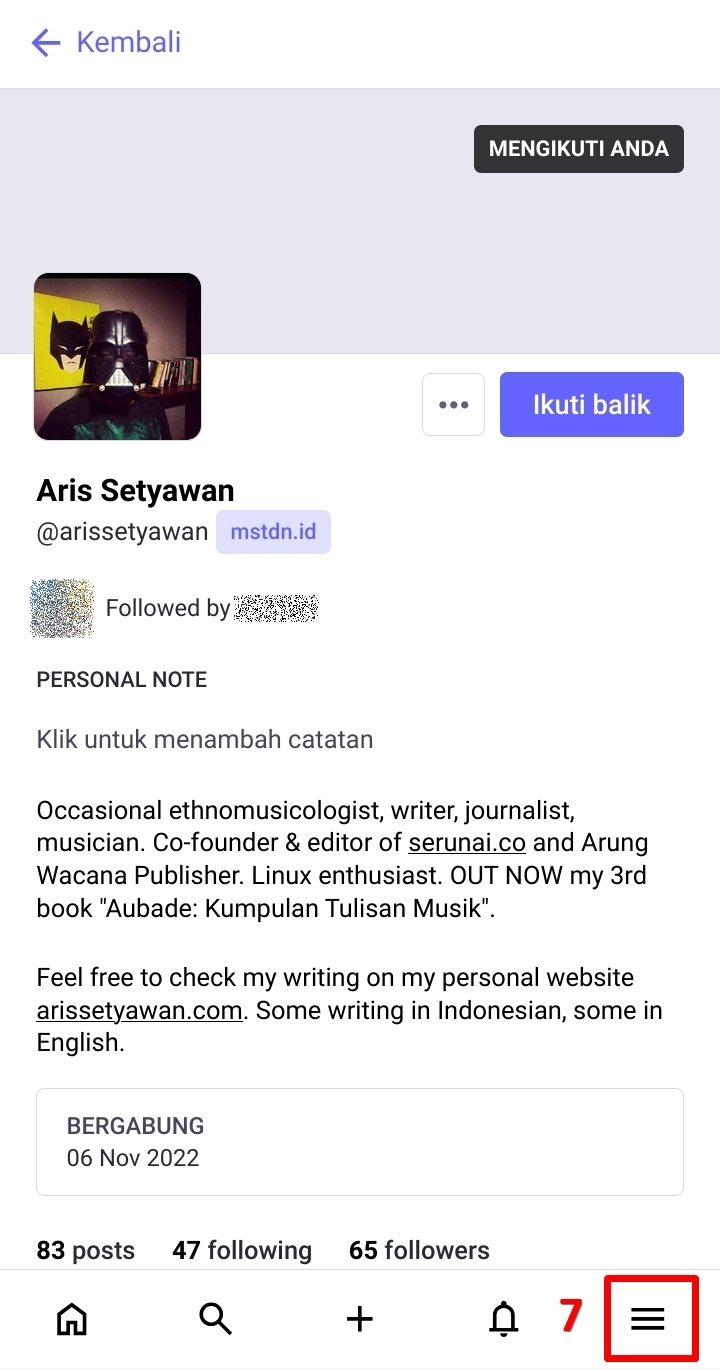 Kembali
MENGIKUTI ANDA
Ikuti balik
Aris Setyawan
@arissetyawan mstdn.id
Followed by
PERSONAL NOTE
Klik untuk menambah catatan
Occasional ethnomusicologist, writer, journalist,
musician. Co-founder & editor of serunai.co and Arung
Wacana Publisher. Linux enthusiast. OUT NOW my 3rd
book "Aubade: Kumpulan Tulisan Musik".
Feel free to check my writing on my personal website
arissetyawan.com. Some writing in Indonesian, some in
English.
BERGABUNG
06 Nov 2022
83 posts 47 following 65 followers
7